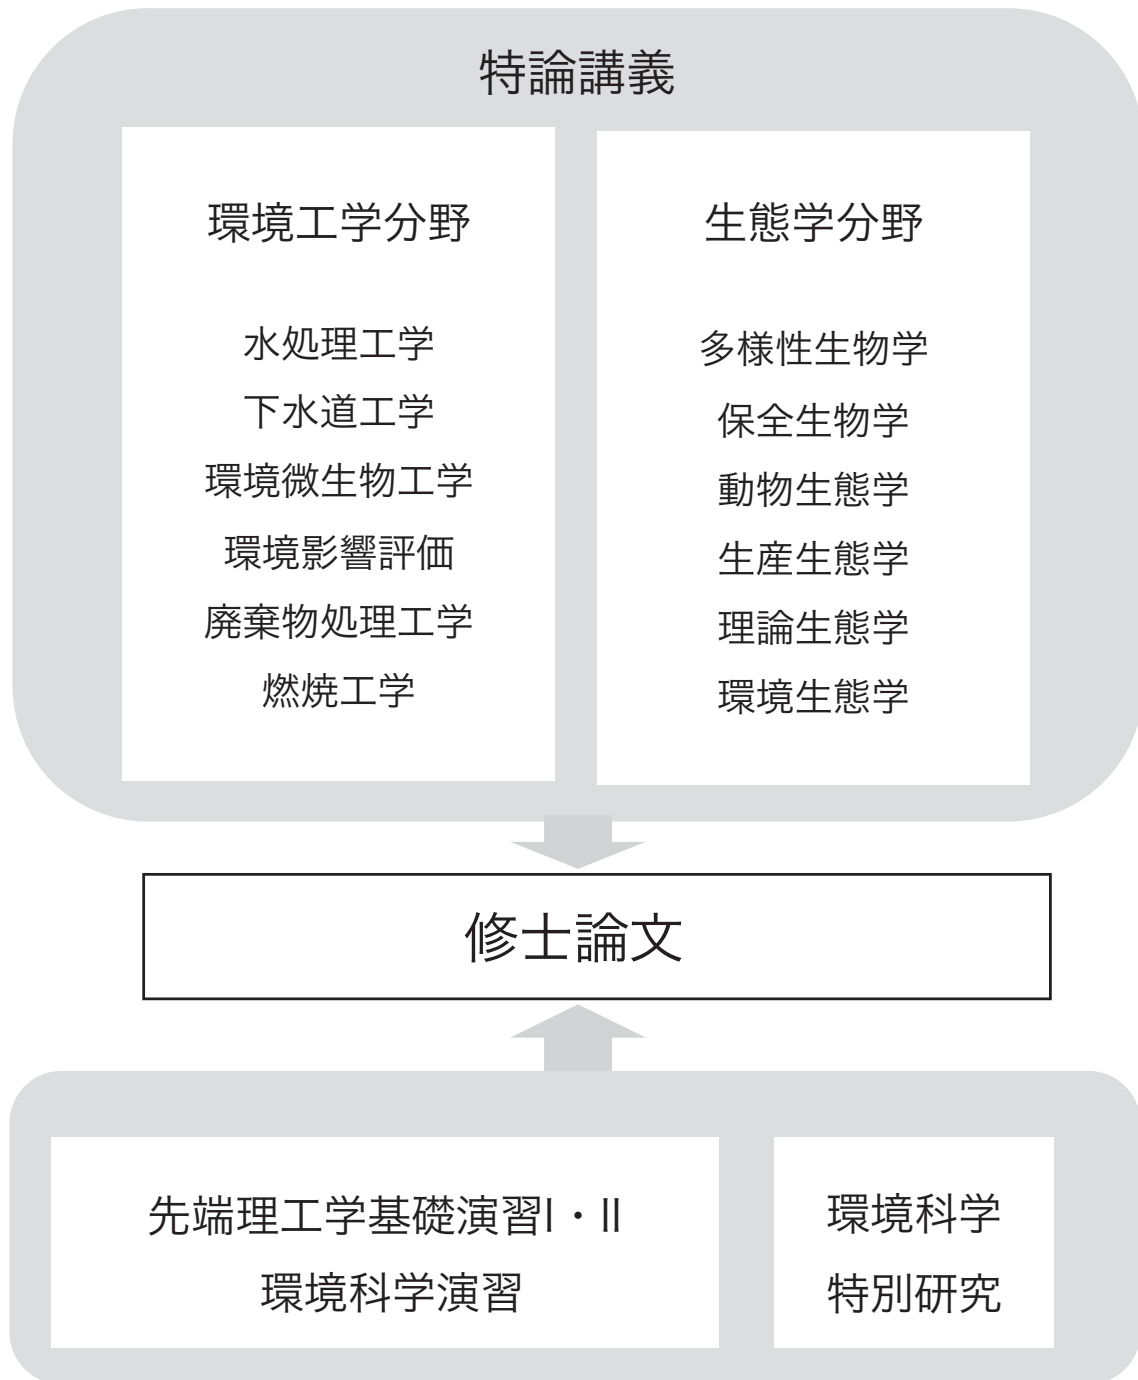 特論講義
環境工学分野
水処理工学
下水道工学
環境微生物工学
環境影響評価
廃棄物処理工学
燃焼工学
生態学分野
多様性生物学
保全生物学
動物生態学
生産生態学
理論生態学
環境生態学
修士論文
先端理工学基礎演習I・II
環境科学演習
環境科学
特別研究